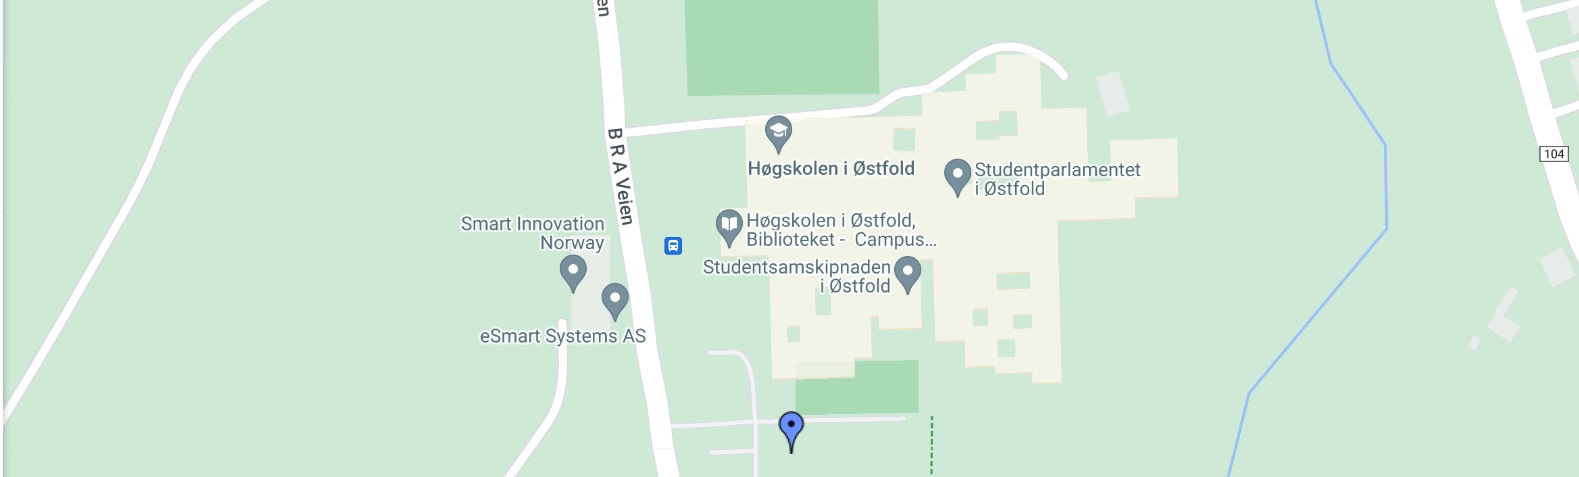 en
B R A Veien
Høgskolen i Østfold
Studentparlamentet
i Østfold
104
Smart Innovation
Norway
Høgskolen i Østfold,
Biblioteket - Campus...
Studentsamskipnaden
i Østfold
eSmart Systems AS